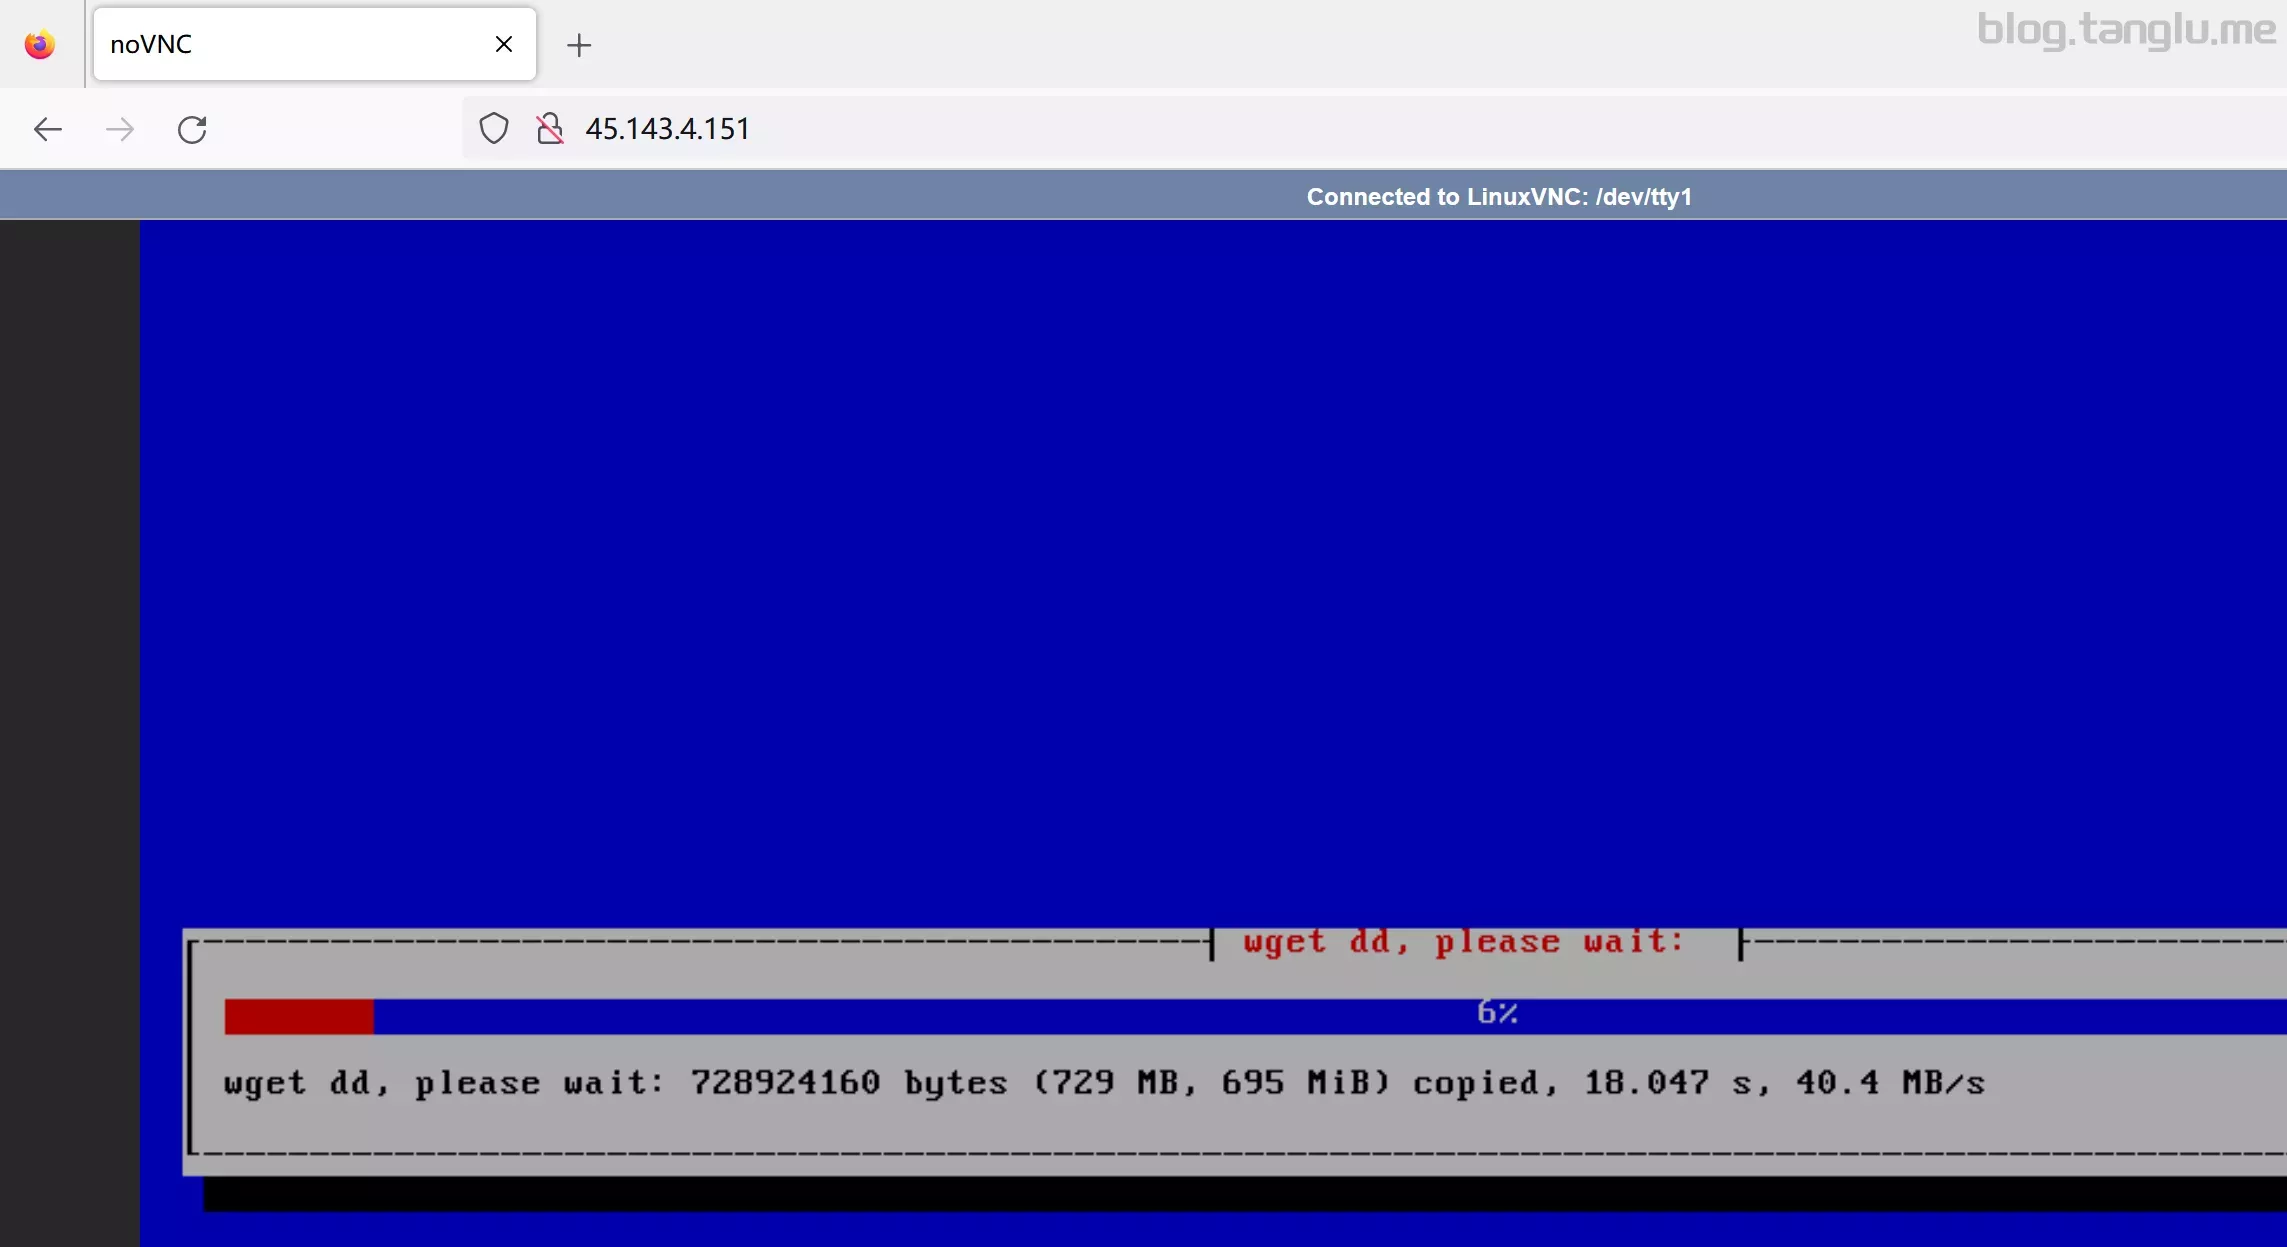 noVNC
blog.tanglu.me
45.143.4.151
Connected to LinuxVNC: /dev/tty1
wget dd, please wait:
6%
wget dd, please wait: 728924160 bytes (729 MB, 695 MiB) copied, 18.047 s, 40.4 MB/s